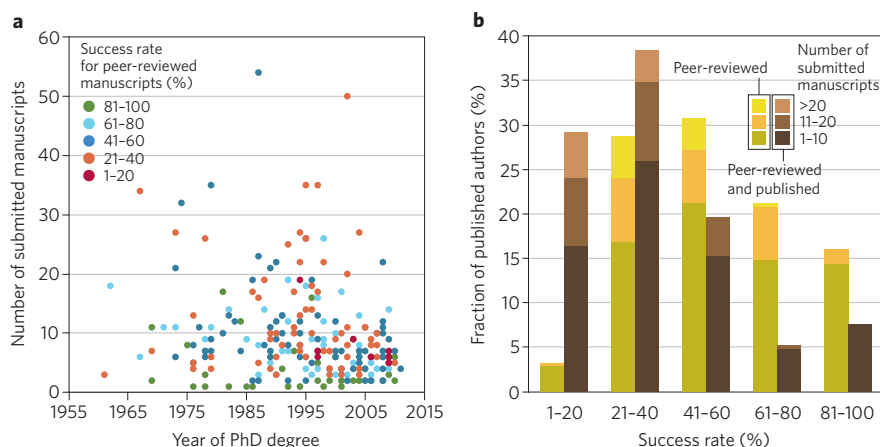 a
Success rate
for peer-reviewed
manuscripts (%)
81–100
61–80
41–60
21–40
1–20
Number of submitted manuscripts
60
50
40
30
20
10
0
1955
1965
1975
1985
1995
2005
2015
Year of PhD degree
b
Number of
submitted
manuscripts
Peer-reviewed
>20
11–20
1–10
Peer-reviewed
and published
Fraction of published authors (%)
40
35
30
25
20
15
10
5
0
1–20
21–40
41–60
61–80
81–100
Success rate (%)